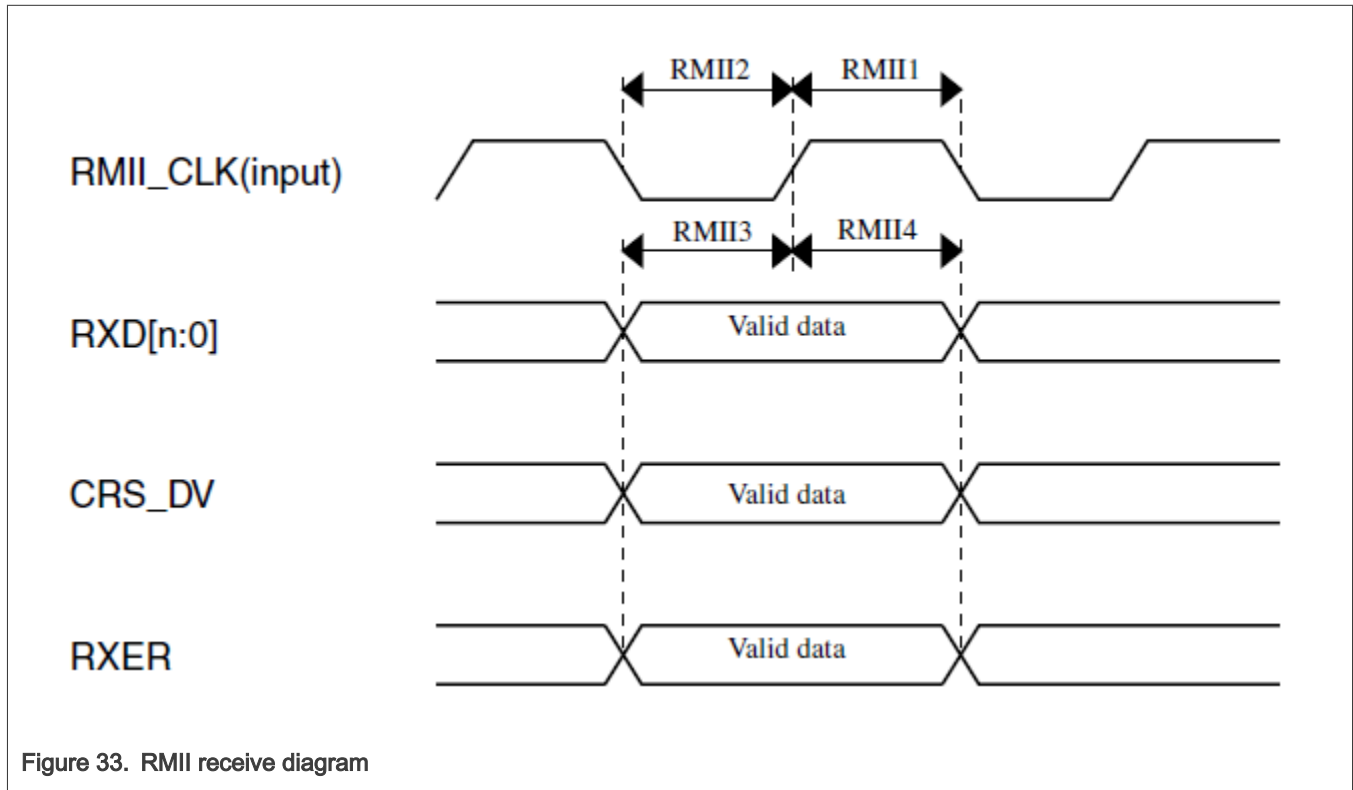 RMII2 RMII1
RMII_CLK(input)
RMII3 RMII4
RXD[n:0] Valid data
CRS_DV Valid data
RXER Valid data
Figure 33. RMII receive diagram